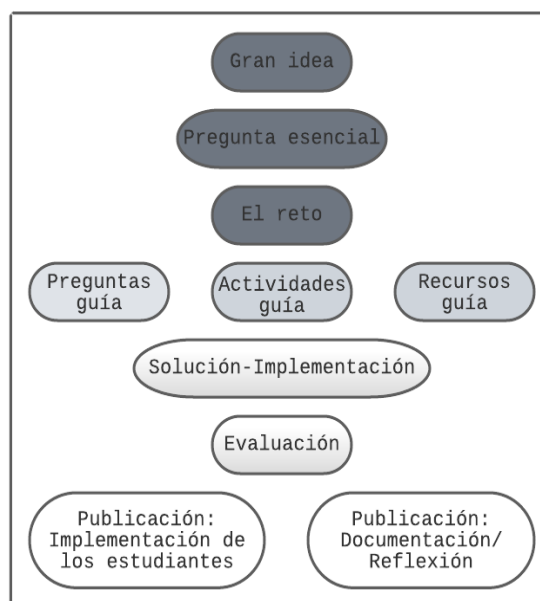 Gran idea
Pregunta esencial
El reto
Preguntas
guía
Actividades
guía
Recursos
guía
Solución-Implementación
Evaluación
Publicación:
Implementación de
los estudiantes
Publicación:
Documentación/
Reflexión